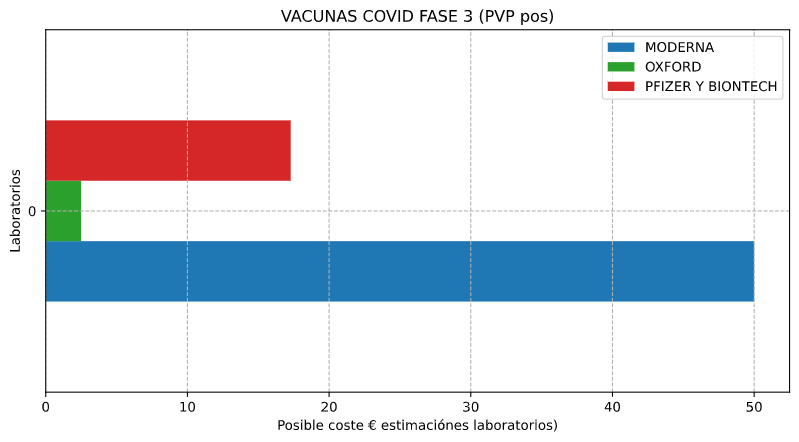 VACUNAS COVID FASE 3 (PVP pos)
MODERNA
OXFORD
PFIZER Y BIONTECH
Laboratorios
0
0 10 20 30 40 50
Posible coste € estimaciónes laboratorios)